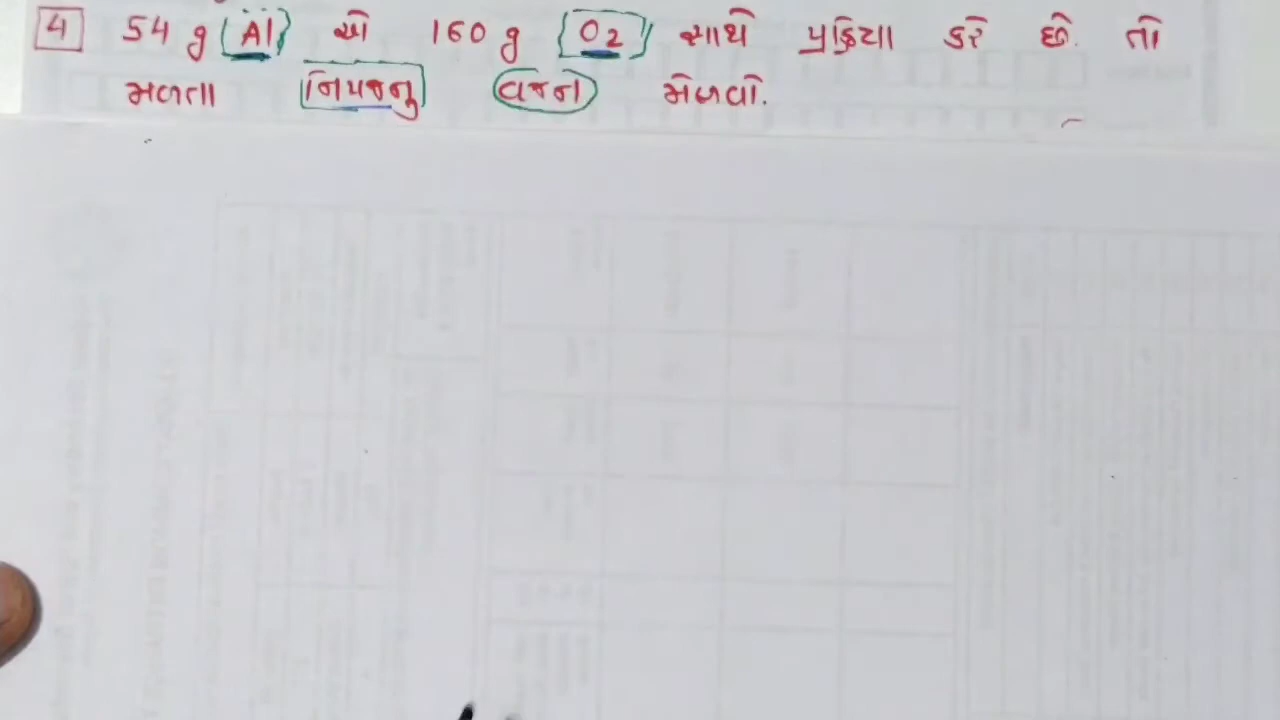 4 54 g Al એ 160 g O2 સાથે પ્રક્રિયા કરે છે. તો
મળતા નિપજનુ વજન મેળવો.